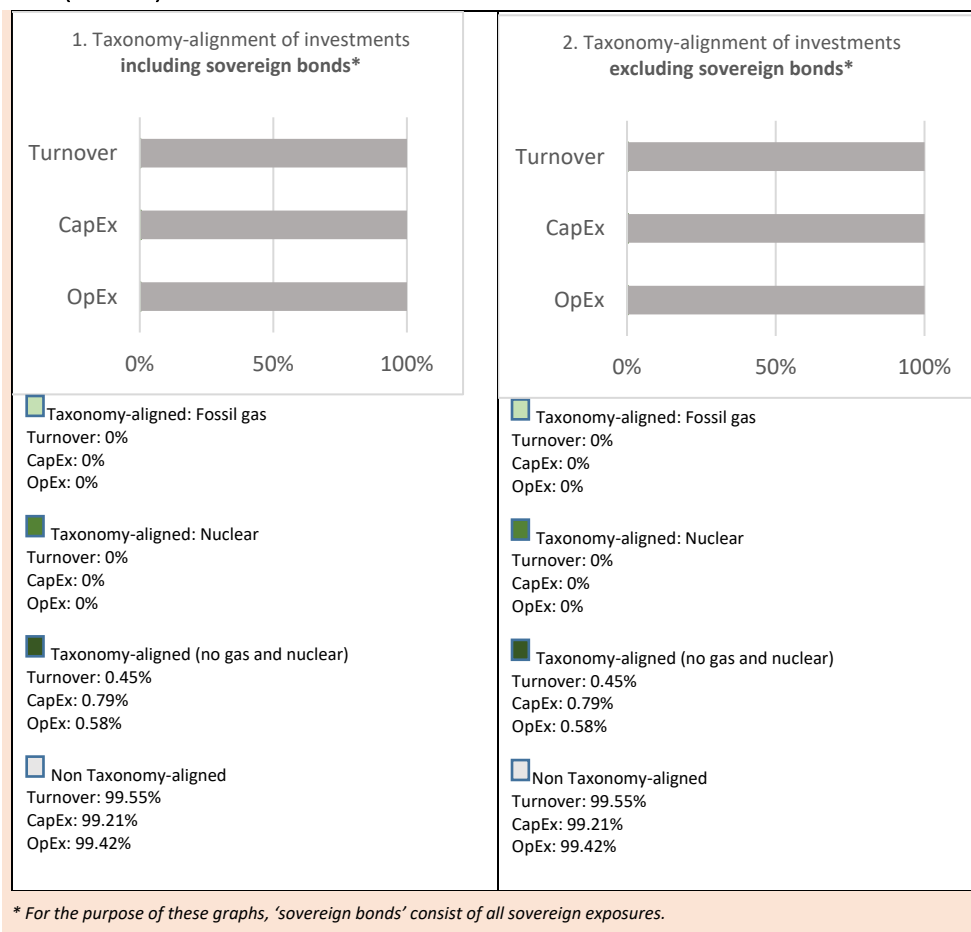 1. Taxonomy-alignment of investments
including sovereign bonds*
Turnover
CapEx
OpEx
0% 50% 100%
Taxonomy-aligned: Fossil gas
Turnover: 0%
CapEx: 0%
OpEx: 0%
Taxonomy-aligned: Nuclear
Turnover: 0%
CapEx: 0%
OpEx: 0%
Taxonomy-aligned (no gas and nuclear)
Turnover: 0.45%
CapEx: 0.79%
OpEx: 0.58%
Non Taxonomy-aligned
Turnover: 99.55%
CapEx: 99.21%
OpEx: 99.42%
2. Taxonomy-alignment of investments
excluding sovereign bonds*
Turnover
CapEx
OpEx
0% 50% 100%
Taxonomy-aligned: Fossil gas
Turnover: 0%
CapEx: 0%
OpEx: 0%
Taxonomy-aligned: Nuclear
Turnover: 0%
CapEx: 0%
OpEx: 0%
Taxonomy-aligned (no gas and nuclear)
Turnover: 0.45%
CapEx: 0.79%
OpEx: 0.58%
Non Taxonomy-aligned
Turnover: 99.55%
CapEx: 99.21%
OpEx: 99.42%
* For the purpose of these graphs, ‘sovereign bonds’ consist of all sovereign exposures.